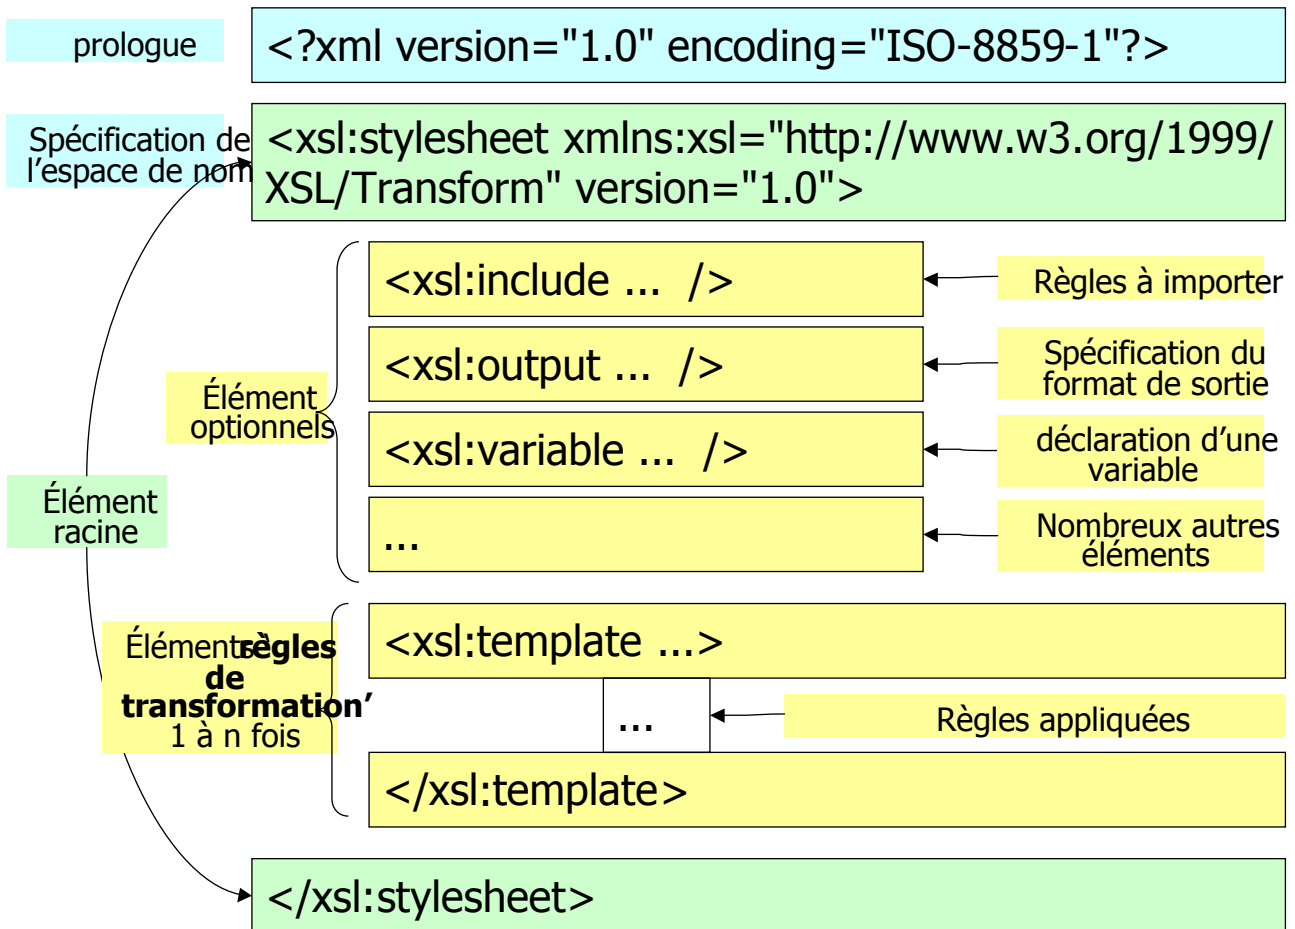 prologue
<?xml version="1.0" encoding="ISO-8859-1"?>
Spécification de
l'espace de nom
<xsl:stylesheet xmlns:xsl="http://www.w3.org/1999/
XSL/Transform" version="1.0">
Élément
optionnels
<xsl:include ... />
Règles à importer
<xsl:output ... />
Spécification du
format de sortie
<xsl:variable ... />
déclaration d'une
variable
...
Nombreux autres
éléments
Élément
racine
Éléments règles
de
transformation'
1 à n fois
<xsl:template ...>
...
Règles appliquées
</xsl:template>
</xsl:stylesheet>